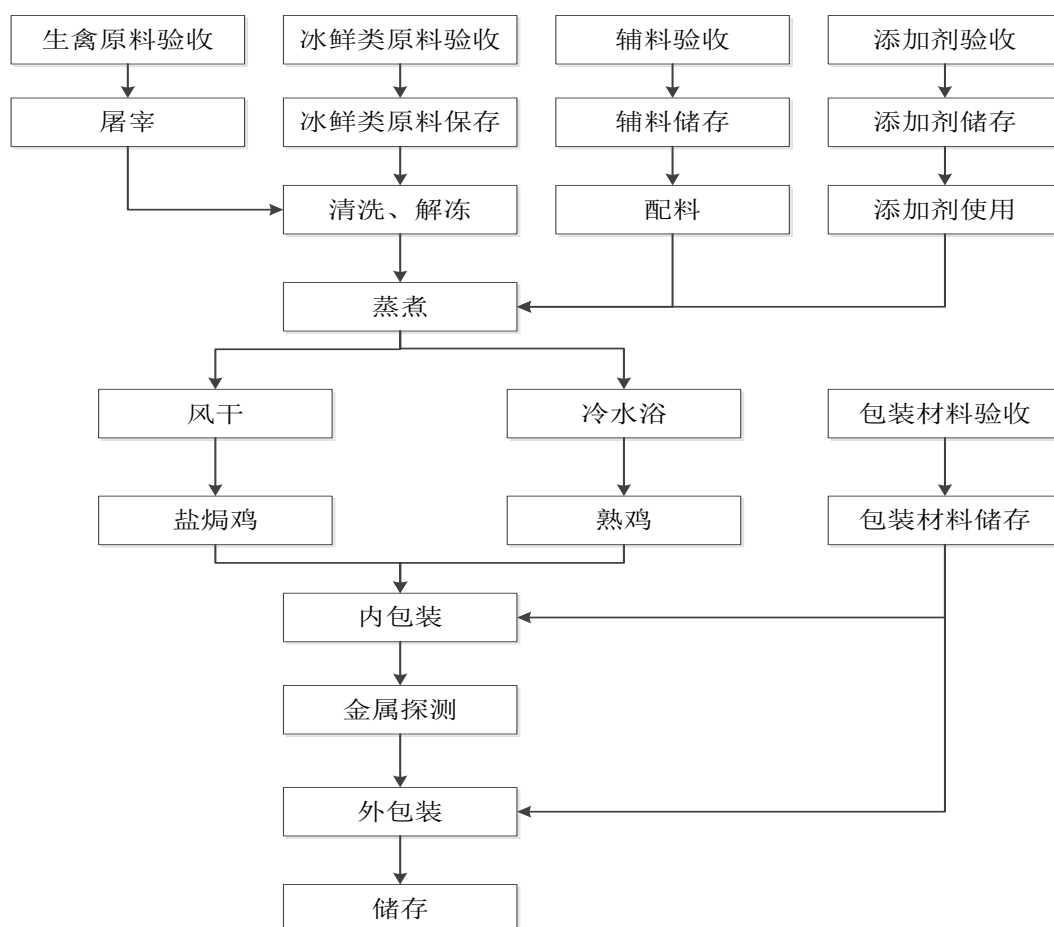 生禽原料验收
冰鲜类原料验收
辅料验收
添加剂验收
屠宰
冰鲜类原料保存
辅料储存
添加剂储存
清洗、解冻
配料
添加剂使用
蒸煮
风干
冷水浴
包装材料验收
盐焗鸡
熟鸡
包装材料储存
内包装
金属探测
外包装
储存